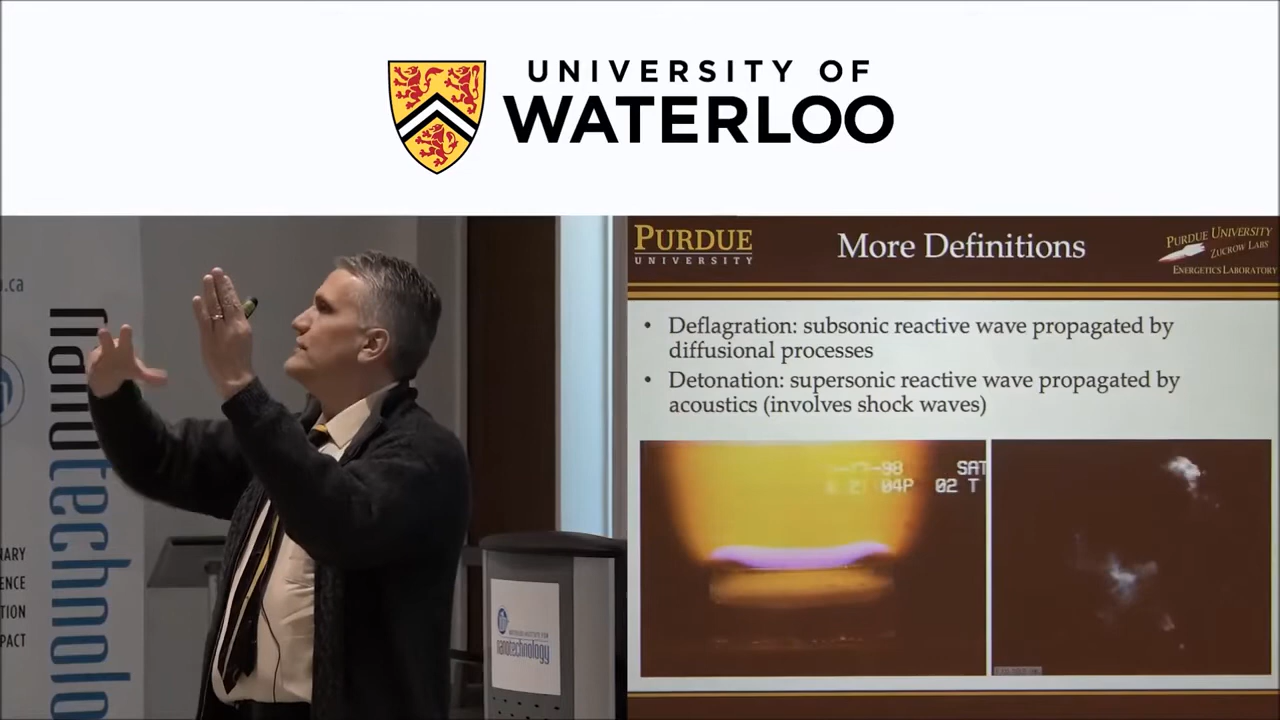 UNIVERSITY OF
WATERLOO
.ca
nanotechnolo
NARY
ENCE
TION
PACT
nanotechnology
PURDUE
UNIVERSITY
More Definitions
PURDUE UNIVERSITY
ZUCROW LABS
ENERGETICS LABORATORY
• Deflagration: subsonic reactive wave propagated by
diffusional processes
• Detonation: supersonic reactive wave propagated by
acoustics (involves shock waves)
-98 SAT
04P 02 T